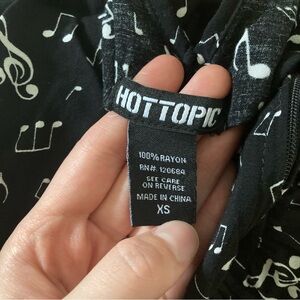 HOTTOPIC
100% RAYON
RN#: 120684
SEE CARE
ON REVERSE
MADE IN CHINA
XS